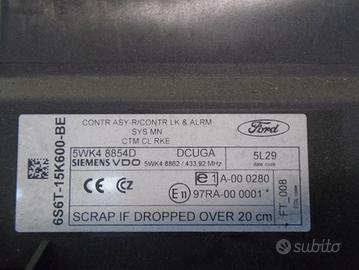 CONTR ASY-R/CONTR LK & ALRM
SYS MN
CTM CL RKE
Ford
6S6T-15K600-BE
5WK4 8854D
DCUGA
5L29
SIEMENS VDO
5WK4 8862 / 433.92 MHz
date code
CE
CZ
e1 A-00 0280
E11 97RA-00 0001*
FT_008
SCRAP IF DROPPED OVER 20 cm
subito